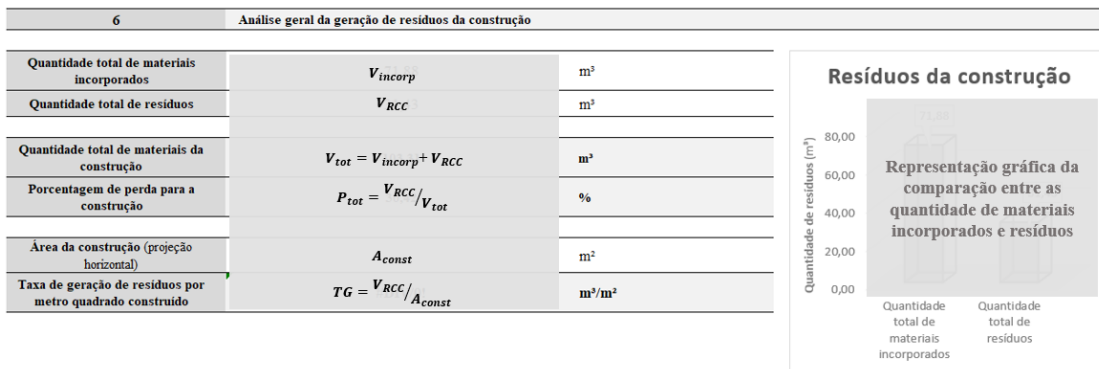 6 Análise geral da geração de resíduos da construção
Quantidade total de materiais
incorporados
V_incorp m³
Quantidade total de resíduos V_RCC m³
Quantidade total de materiais da
construção
V_tot = V_incorp + V_RCC m³
Porcentagem de perda para a
construção
P_tot = V_RCC/V_tot %
Área da construção (projeção
horizontal)
A_const m²
Taxa de geração de resíduos por
metro quadrado construído
TG = V_RCC/A_const m³/m²
Resíduos da construção
Quantidade de resíduos (m³)
80,00
60,00
40,00
20,00
0,00
Representação gráfica da
comparação entre as
quantidade de materiais
incorporados e resíduos
Quantidade
total de
materiais
incorporados
Quantidade
total de
resíduos